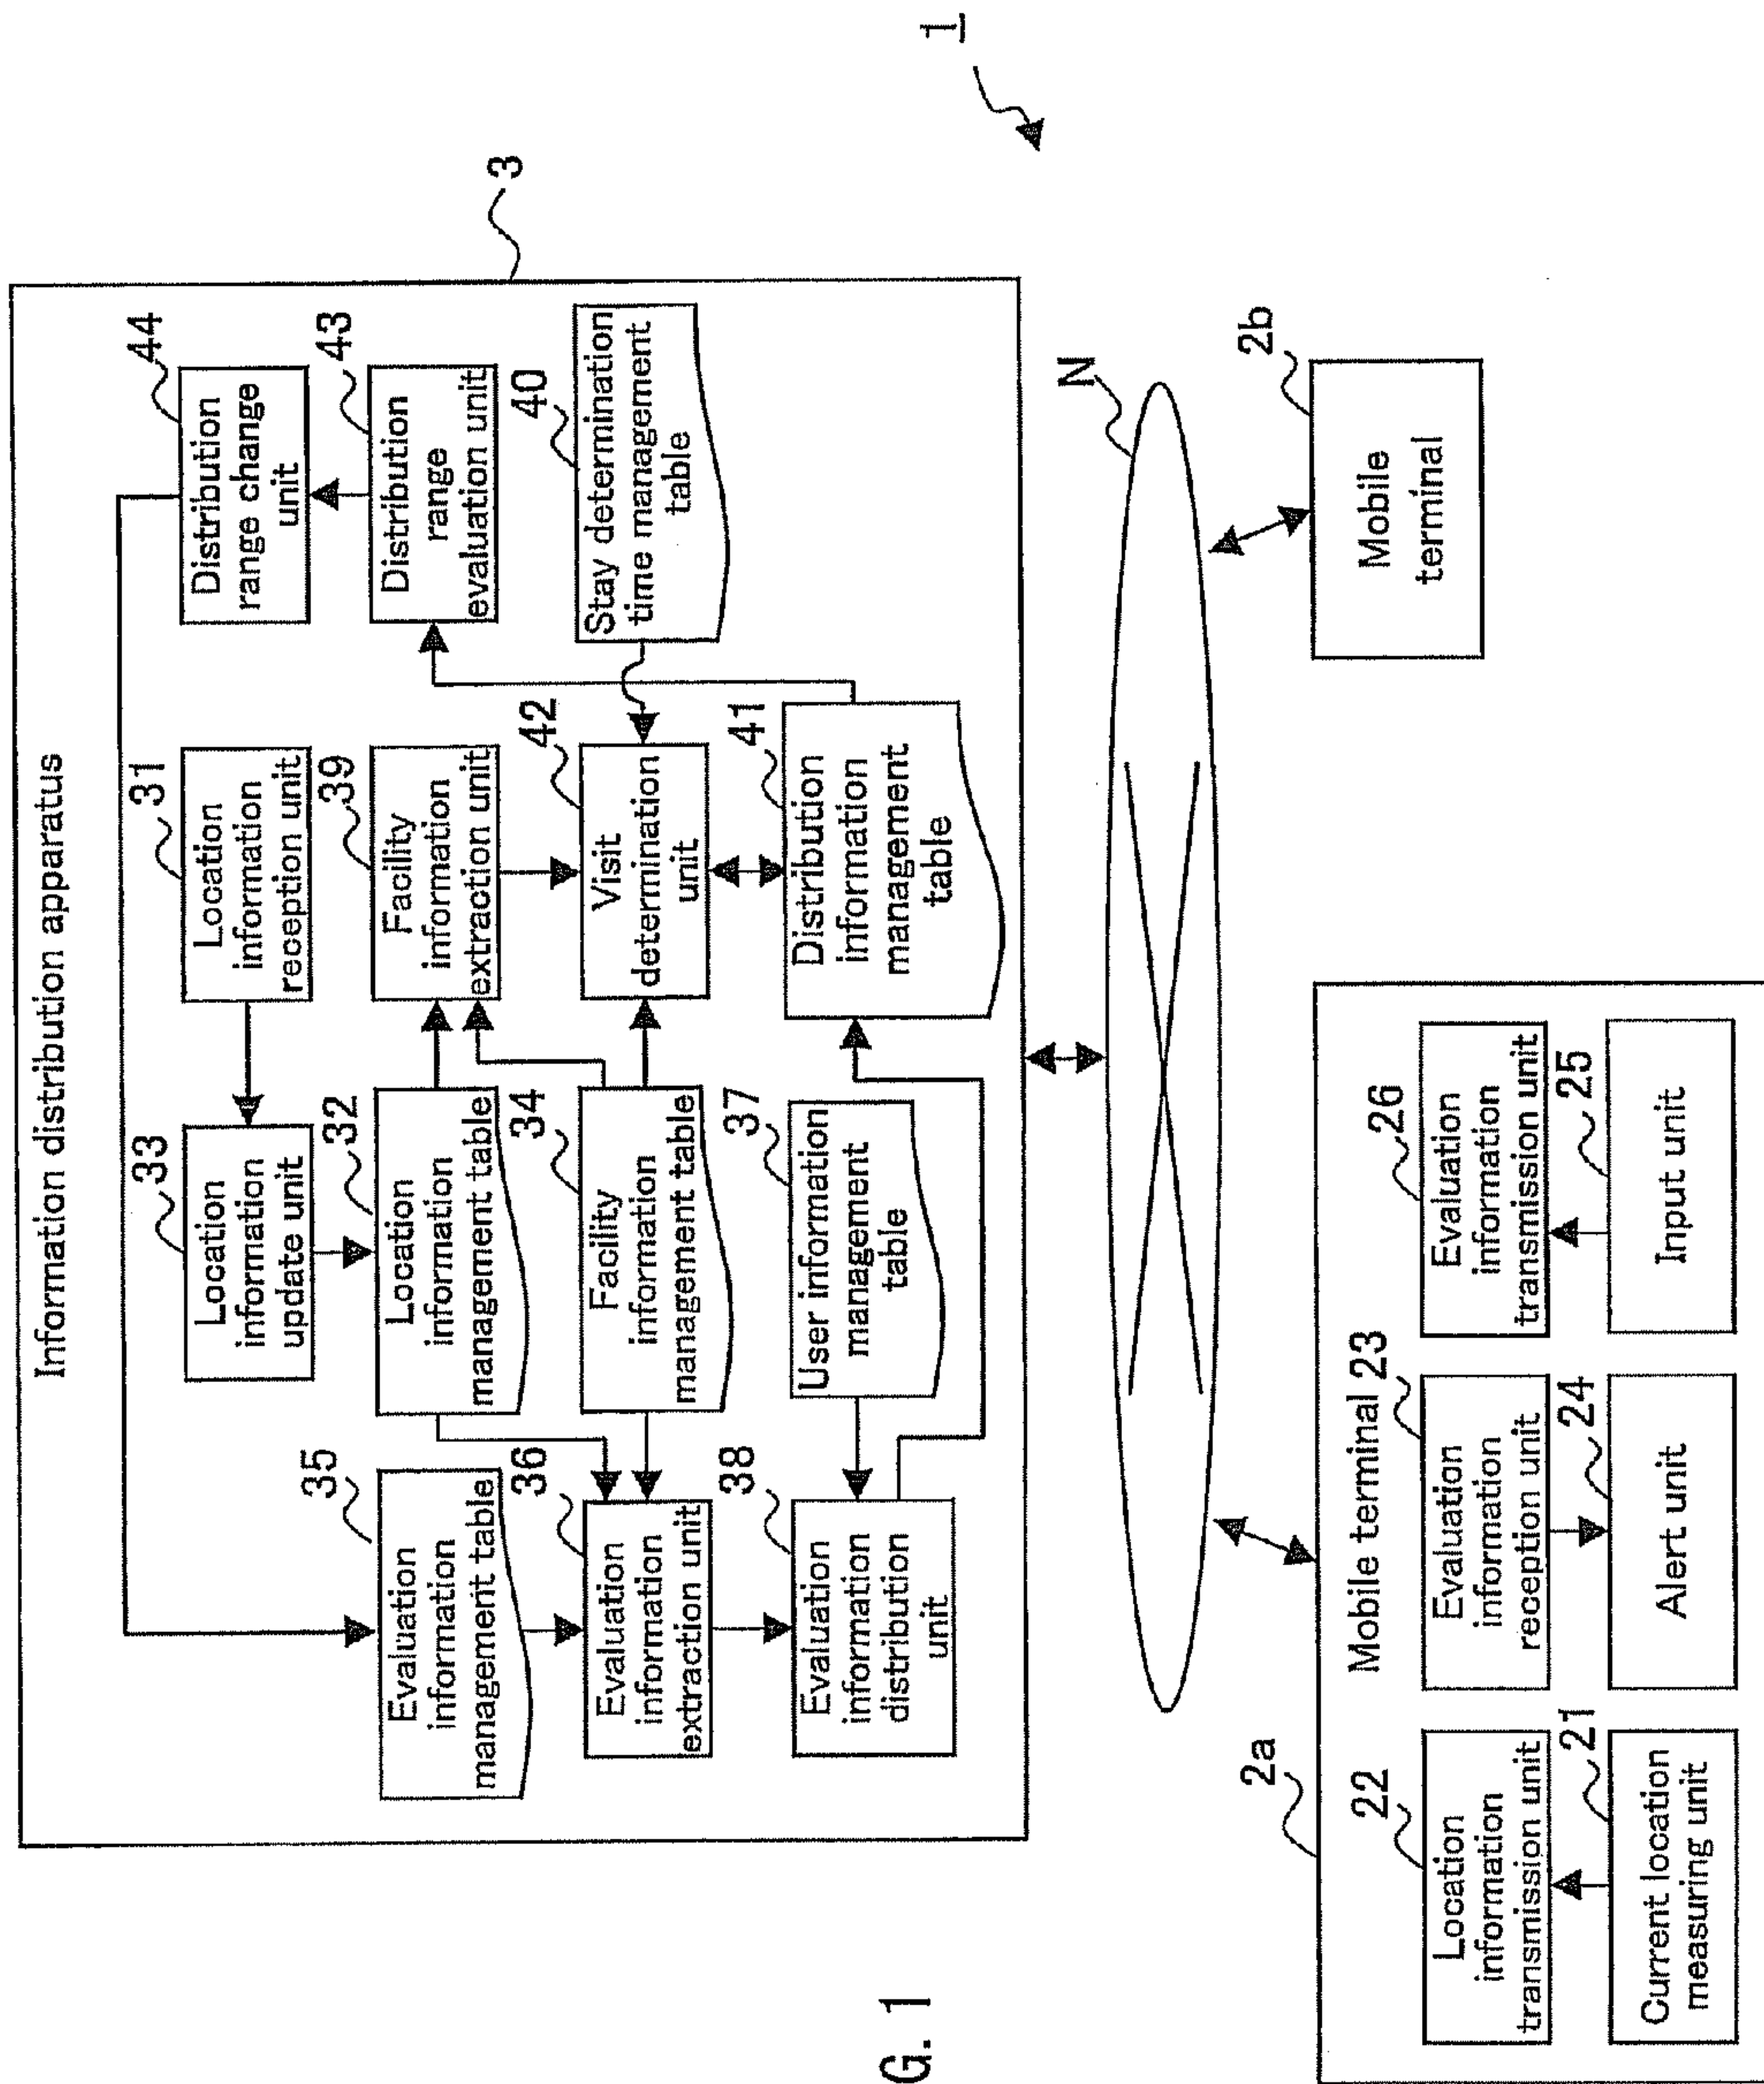 1
Information distribution apparatus
3
35
Evaluation
information
management table
33
Location
information
update unit
31
Location
information
reception unit
44
Distribution
range change
unit
36
Evaluation
information
extraction unit
32
Location
information
management table
39
Facility
information
extraction unit
43
Distribution
range
evaluation unit
38
Evaluation
information
distribution
unit
34
Facility
information
management table
42
Visit
determination
unit
40
Stay determination
time management
table
37
User information
management
table
41
Distribution
information
management
table
N
2a
Mobile terminal
22
Location
information
transmission unit
23
Evaluation
information
reception unit
26
Evaluation
information
transmission unit
21
Current location
measuring unit
24
Alert unit
25
Input unit
2b
Mobile
terminal
G. 1